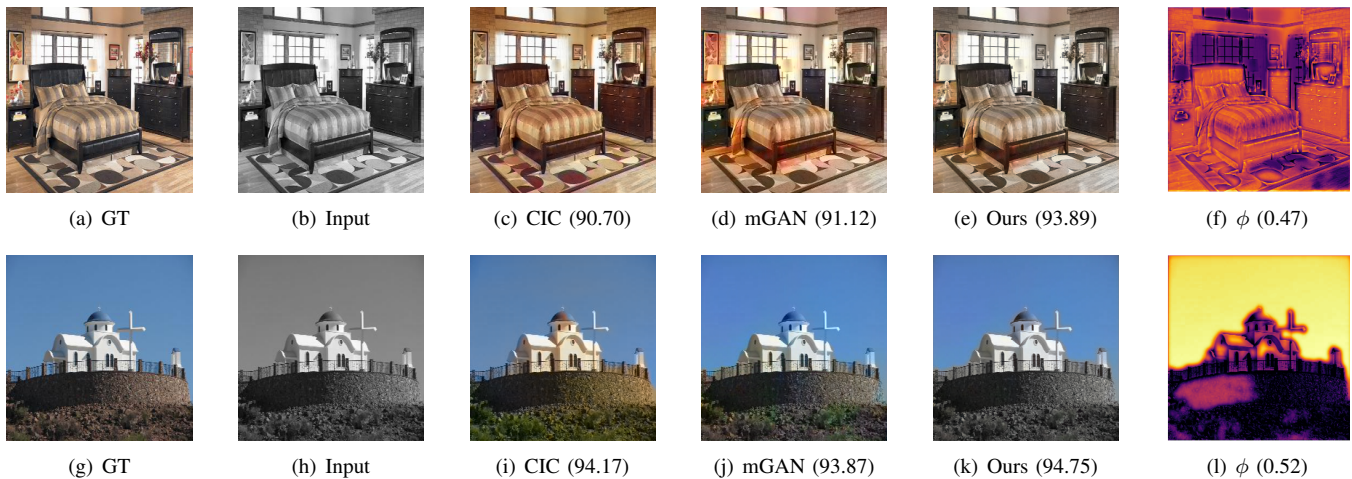 (a) GT (b) Input (c) CIC (90.70) (d) mGAN (91.12) (e) Ours (93.89) (f) ϕ (0.47)
(g) GT (h) Input (i) CIC (94.17) (j) mGAN (93.87) (k) Ours (94.75) (l) ϕ (0.52)